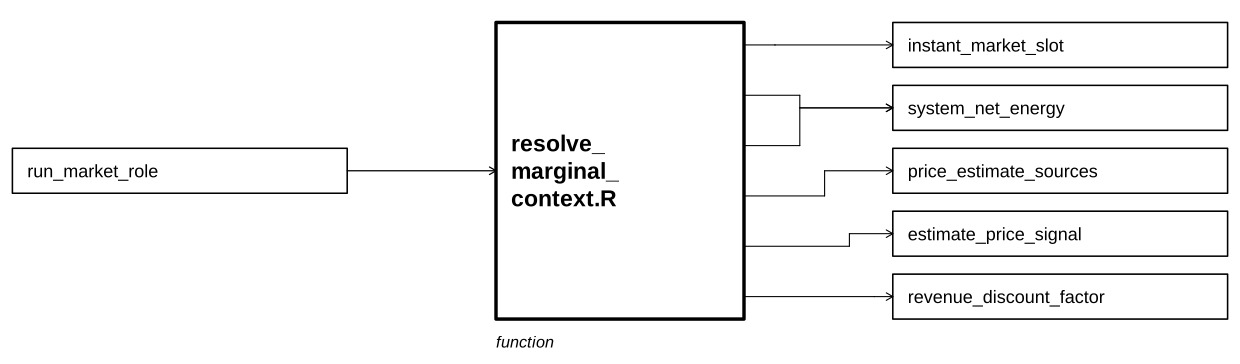 run_market_role
resolve_
marginal_
context.R
function
instant_market_slot
system_net_energy
price_estimate_sources
estimate_price_signal
revenue_discount_factor